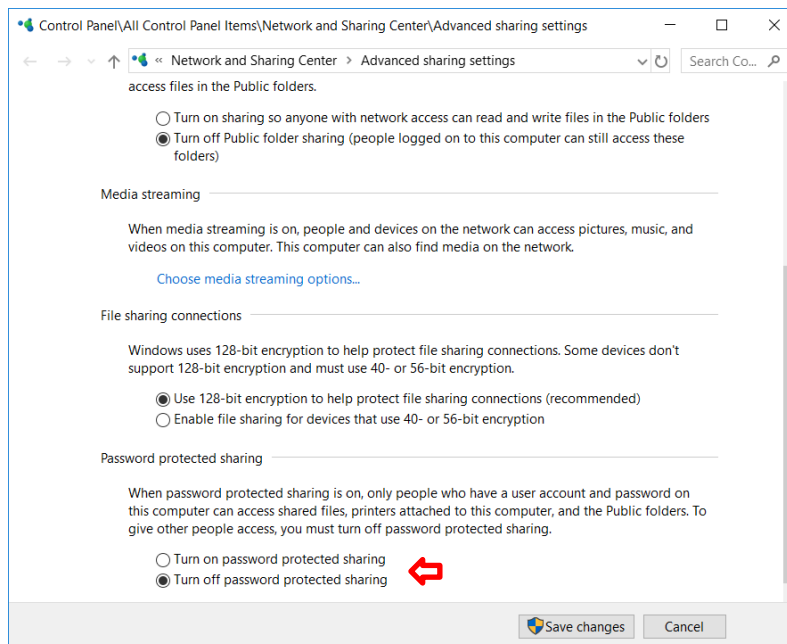 Control Panel\All Control Panel Items\Network and Sharing Center\Advanced sharing settings
« Network and Sharing Center > Advanced sharing settings
Search Co...
access files in the Public folders.
Turn on sharing so anyone with network access can read and write files in the Public folders
Turn off Public folder sharing (people logged on to this computer can still access these
folders)
Media streaming
When media streaming is on, people and devices on the network can access pictures, music, and
videos on this computer. This computer can also find media on the network.
Choose media streaming options...
File sharing connections
Windows uses 128-bit encryption to help protect file sharing connections. Some devices don't
support 128-bit encryption and must use 40- or 56-bit encryption.
Use 128-bit encryption to help protect file sharing connections (recommended)
Enable file sharing for devices that use 40- or 56-bit encryption
Password protected sharing
When password protected sharing is on, only people who have a user account and password on
this computer can access shared files, printers attached to this computer, and the Public folders. To
give other people access, you must turn off password protected sharing.
Turn on password protected sharing
Turn off password protected sharing
Save changes
Cancel